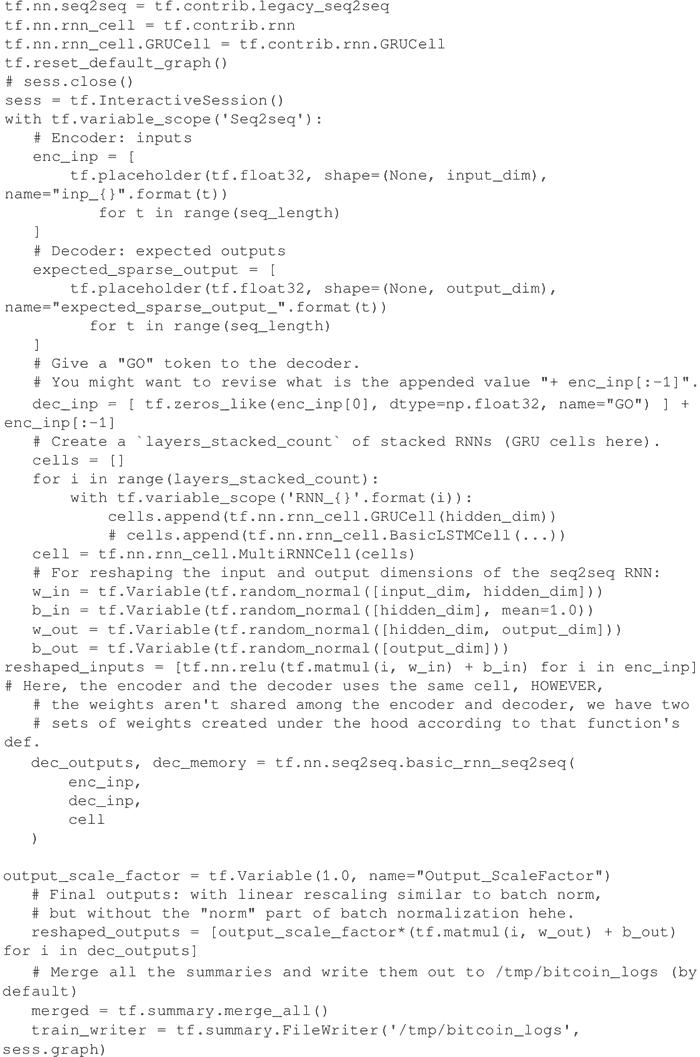 tf.nn.seq2seq = tf.contrib.legacy_seq2seq
tf.nn.rnn_cell = tf.contrib.rnn
tf.nn.rnn_cell.GRUCell = tf.contrib.rnn.GRUCell
tf.reset_default_graph()
# sess.close()
sess = tf.InteractiveSession()
with tf.variable_scope('Seq2seq'):
    # Encoder: inputs
    enc_inp = [
        tf.placeholder(tf.float32, shape=(None, input_dim),
name="inp_{}".format(t))
            for t in range(seq_length)
    ]
    # Decoder: expected outputs
    expected_sparse_output = [
        tf.placeholder(tf.float32, shape=(None, output_dim),
name="expected_sparse_output_".format(t))
           for t in range(seq_length)
    ]
    # Give a "GO" token to the decoder.
    # You might want to revise what is the appended value "+ enc_inp[:-1]".
    dec_inp = [ tf.zeros_like(enc_inp[0], dtype=np.float32, name="GO") ] +
enc_inp[:-1]
    # Create a `layers_stacked_count` of stacked RNNs (GRU cells here).
    cells = []
    for i in range(layers_stacked_count):
        with tf.variable_scope('RNN_{}'.format(i)):
            cells.append(tf.nn.rnn_cell.GRUCell(hidden_dim))
            # cells.append(tf.nn.rnn_cell.BasicLSTMCell(...))
    cell = tf.nn.rnn_cell.MultiRNNCell(cells)
    # For reshaping the input and output dimensions of the seq2seq RNN:
    w_in = tf.Variable(tf.random_normal([input_dim, hidden_dim]))
    b_in = tf.Variable(tf.random_normal([hidden_dim], mean=1.0))
    w_out = tf.Variable(tf.random_normal([hidden_dim, output_dim]))
    b_out = tf.Variable(tf.random_normal([output_dim]))
reshaped_inputs = [tf.nn.relu(tf.matmul(i, w_in) + b_in) for i in enc_inp]
# Here, the encoder and the decoder uses the same cell, HOWEVER,
    # the weights aren't shared among the encoder and decoder, we have two
    # sets of weights created under the hood according to that function's
def.
    dec_outputs, dec_memory = tf.nn.seq2seq.basic_rnn_seq2seq(
        enc_inp,
        dec_inp,
        cell
    )
output_scale_factor = tf.Variable(1.0, name="Output_ScaleFactor")
    # Final outputs: with linear rescaling similar to batch norm,
    # but without the "norm" part of batch normalization hehe.
    reshaped_outputs = [output_scale_factor*(tf.matmul(i, w_out) + b_out)
for i in dec_outputs]
    # Merge all the summaries and write them out to /tmp/bitcoin_logs (by
default)
    merged = tf.summary.merge_all()
    train_writer = tf.summary.FileWriter('/tmp/bitcoin_logs',
sess.graph)